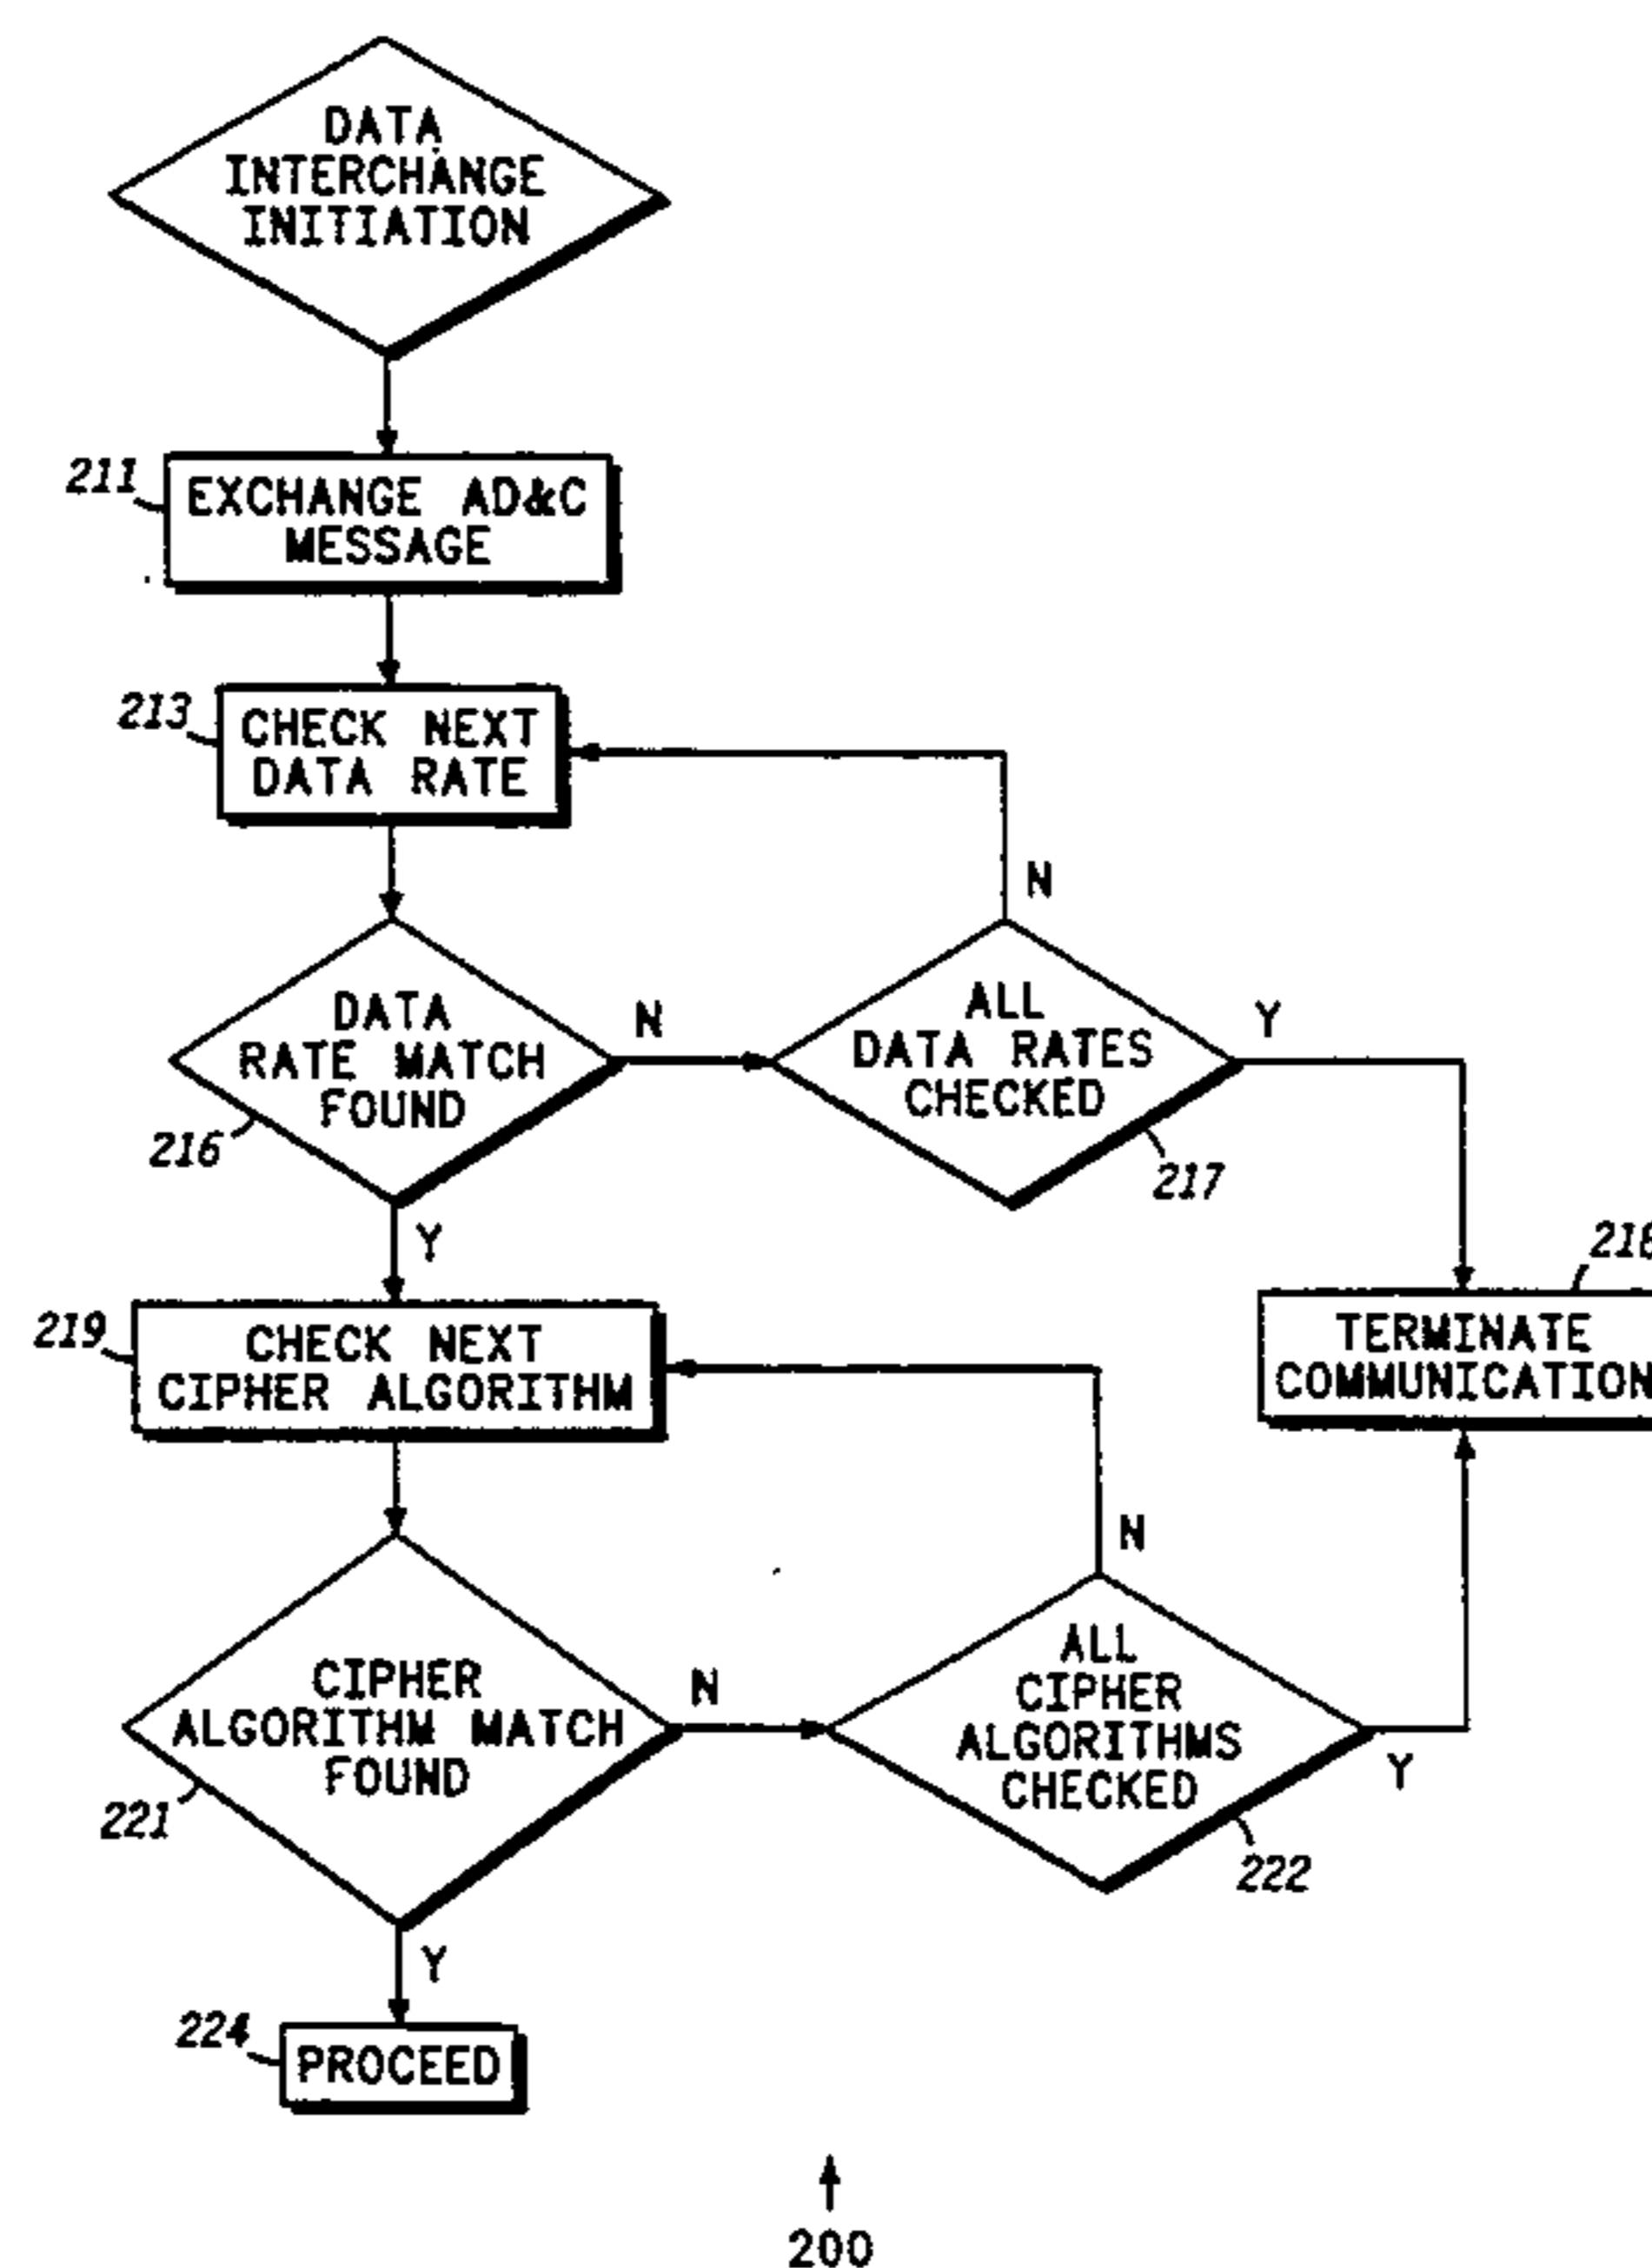 DATA
INTERCHANGE
INITIATION
211
EXCHANGE AD&C
MESSAGE
213
CHECK NEXT
DATA RATE
N
DATA
RATE MATCH
FOUND
216
N
ALL
DATA RATES
CHECKED
217
Y
Y
218
TERMINATE
COMMUNICATION
219
CHECK NEXT
CIPHER ALGORITHM
N
CIPHER
ALGORITHM MATCH
FOUND
221
N
ALL
CIPHER
ALGORITHMS
CHECKED
222
Y
Y
224
PROCEED
200